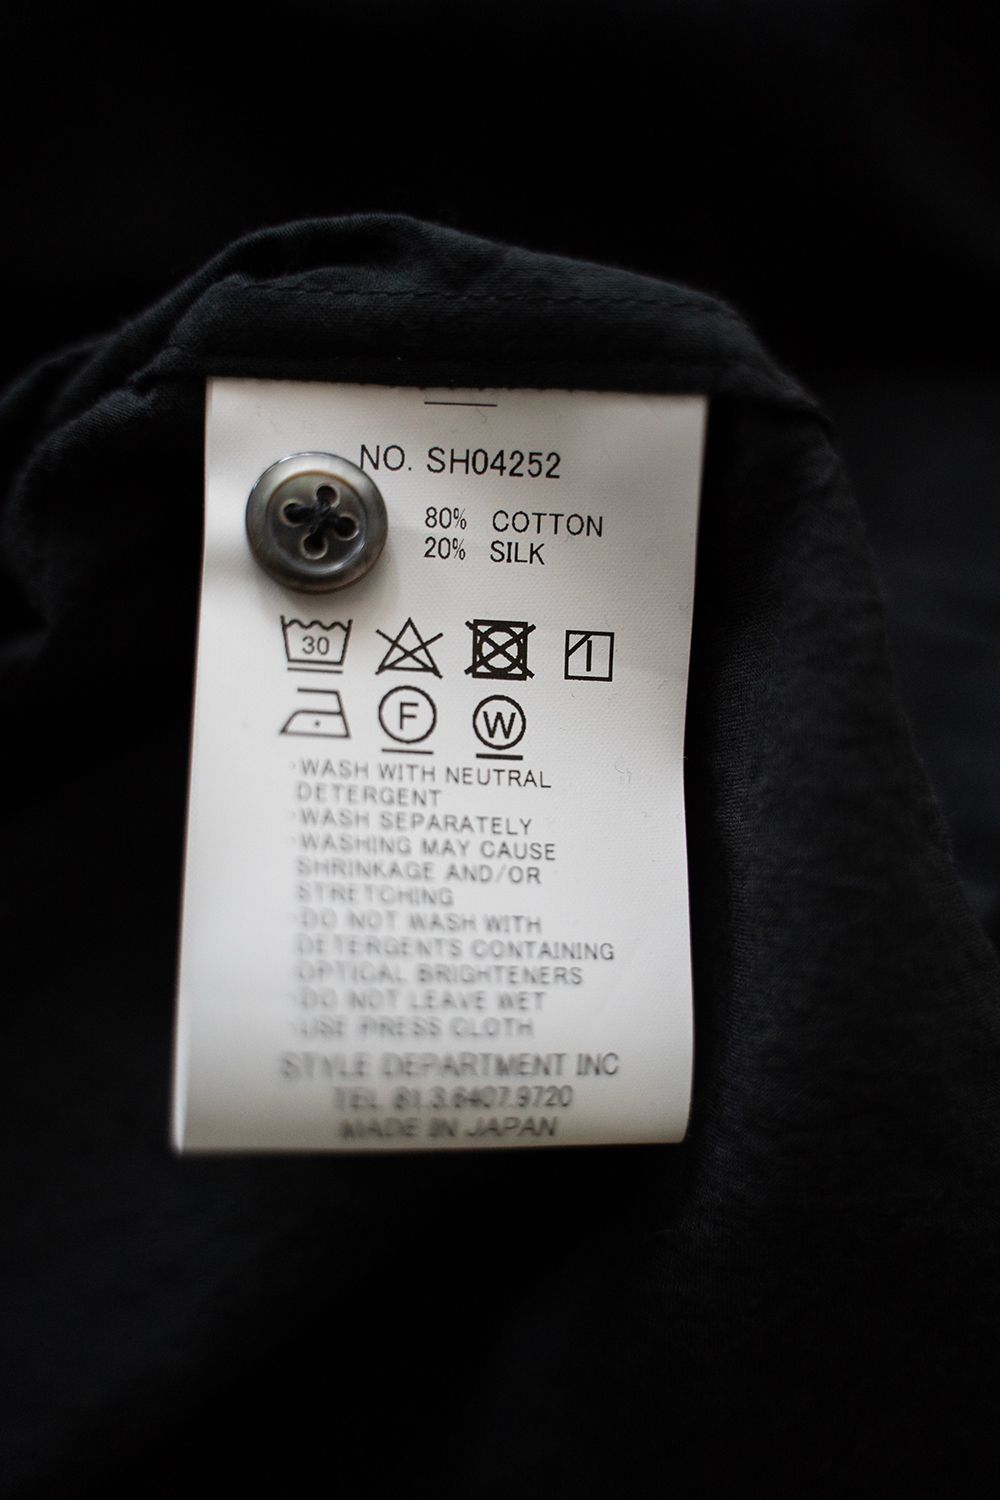 NO. SH04252
80% COTTON
20% SILK
30
F W
·WASH WITH NEUTRAL
DETERGENT
·WASH SEPARATELY
·WASHING MAY CAUSE
SHRINKAGE AND/OR
STRETCHING
·DO NOT WASH WITH
DETERGENTS CONTAINING
OPTICAL BRIGHTENERS
·DO NOT LEAVE WET
·USE PRESS CLOTH
STYLE DEPARTMENT INC
TEL 81.3.6407.9720
MADE IN JAPAN